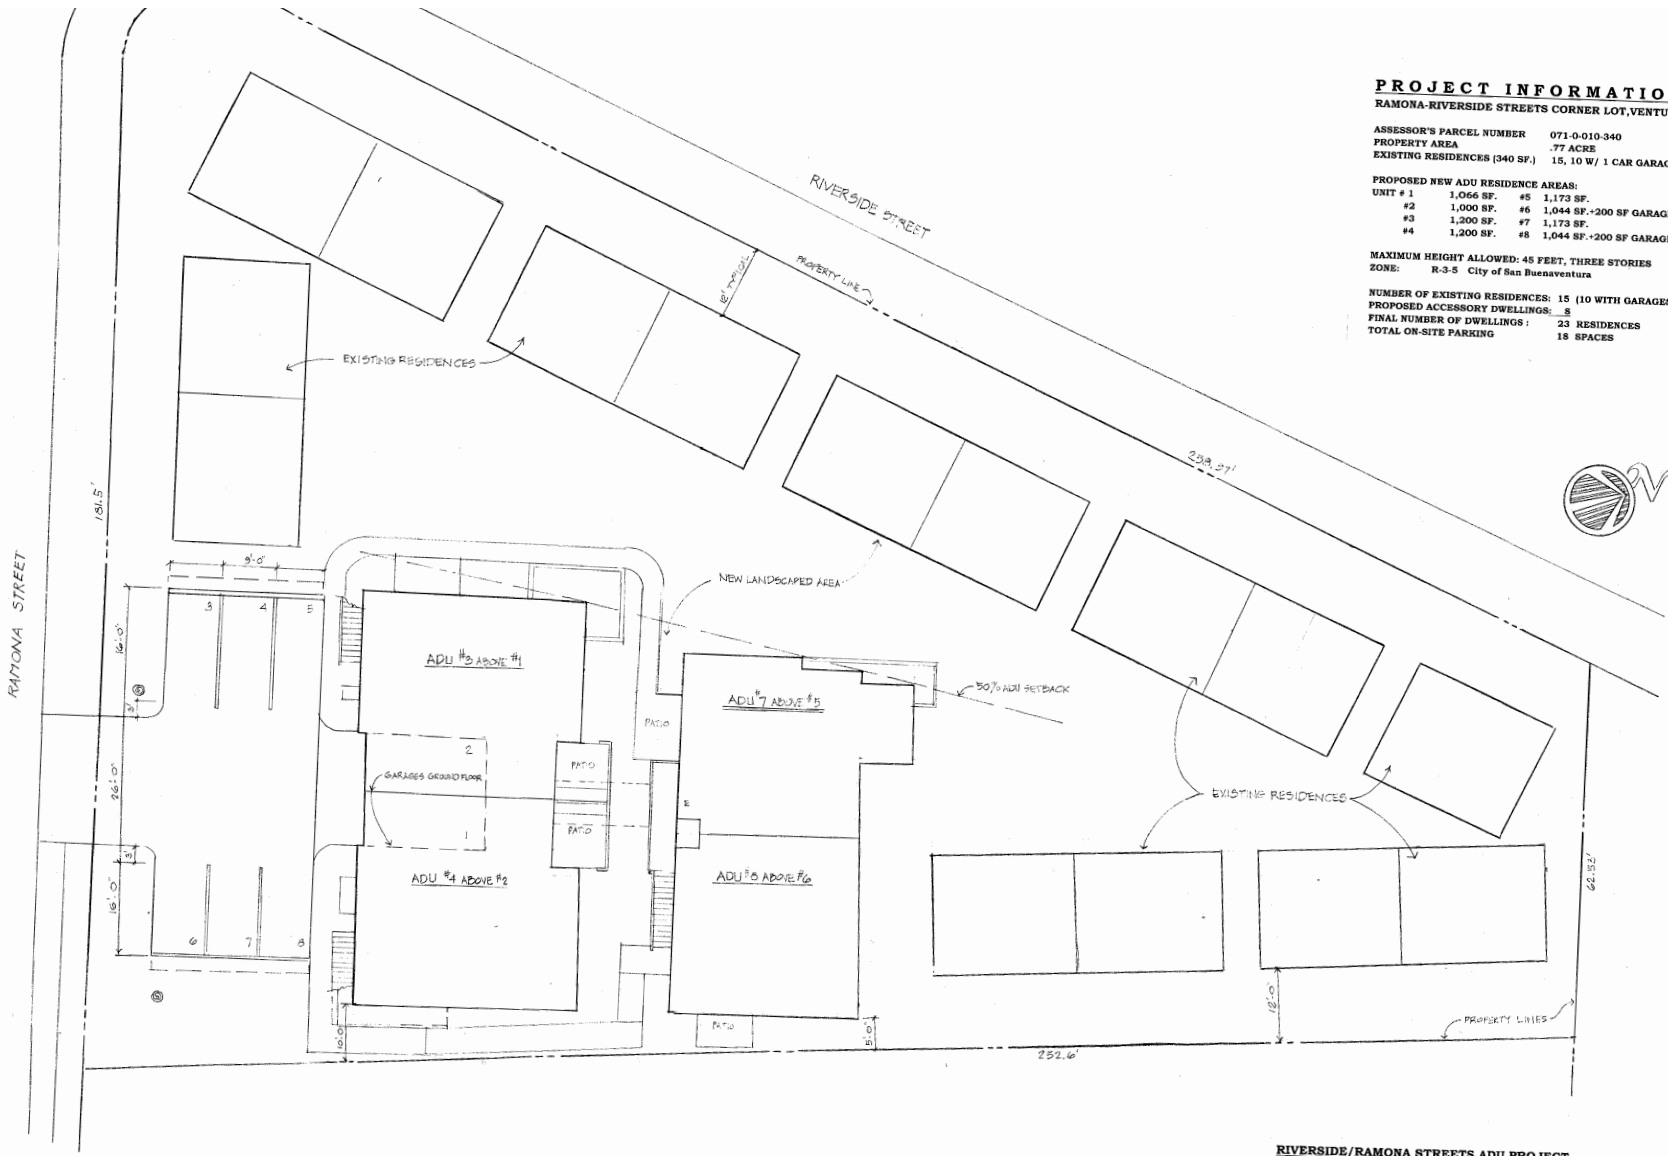 PROJECT INFORMATIO
RAMONA-RIVERSIDE STREETS CORNER LOT,VENTU
ASSESSOR'S PARCEL NUMBER 071-0-010-340
PROPERTY AREA .77 ACRE
EXISTING RESIDENCES (340 SF.) 15, 10 W/ 1 CAR GARAG
PROPOSED NEW ADU RESIDENCE AREAS:
UNIT # 1 1,066 SF. #5 1,173 SF.
#2 1,000 SF. #6 1,044 SF.+200 SF GARAG
#3 1,200 SF. #7 1,173 SF.
#4 1,200 SF. #8 1,044 SF.+200 SF GARAG
MAXIMUM HEIGHT ALLOWED: 45 FEET, THREE STORIES
ZONE: R-3-5 City of San Buenaventura
NUMBER OF EXISTING RESIDENCES: 15 (10 WITH GARAGES
PROPOSED ACCESSORY DWELLINGS: 8
FINAL NUMBER OF DWELLINGS : 23 RESIDENCES
TOTAL ON-SITE PARKING 18 SPACES
RIVERSIDE STREET
12' TYPICAL
PROPERTY LINE
EXISTING RESIDENCES
238.97'
181.5'
RAMONA STREET
9'-0"
NEW LANDSCAPED AREA
3 4 5
16'-0"
3'
26'-0"
3'
16'-0"
6 7 8
ADU #3 ABOVE #1
2
GARAGES GROUND FLOOR
1
ADU #4 ABOVE #2
PATIO
PATIO
PATIO
ADU #7 ABOVE #5
50% ADU SETBACK
E
ADU #8 ABOVE #6
PATIO
EXISTING RESIDENCES
62.53'
10'-0"
5'-0"
12'-0"
PROPERTY LINES
232.6'
RIVERSIDE/RAMONA STREETS ADU PROJECT